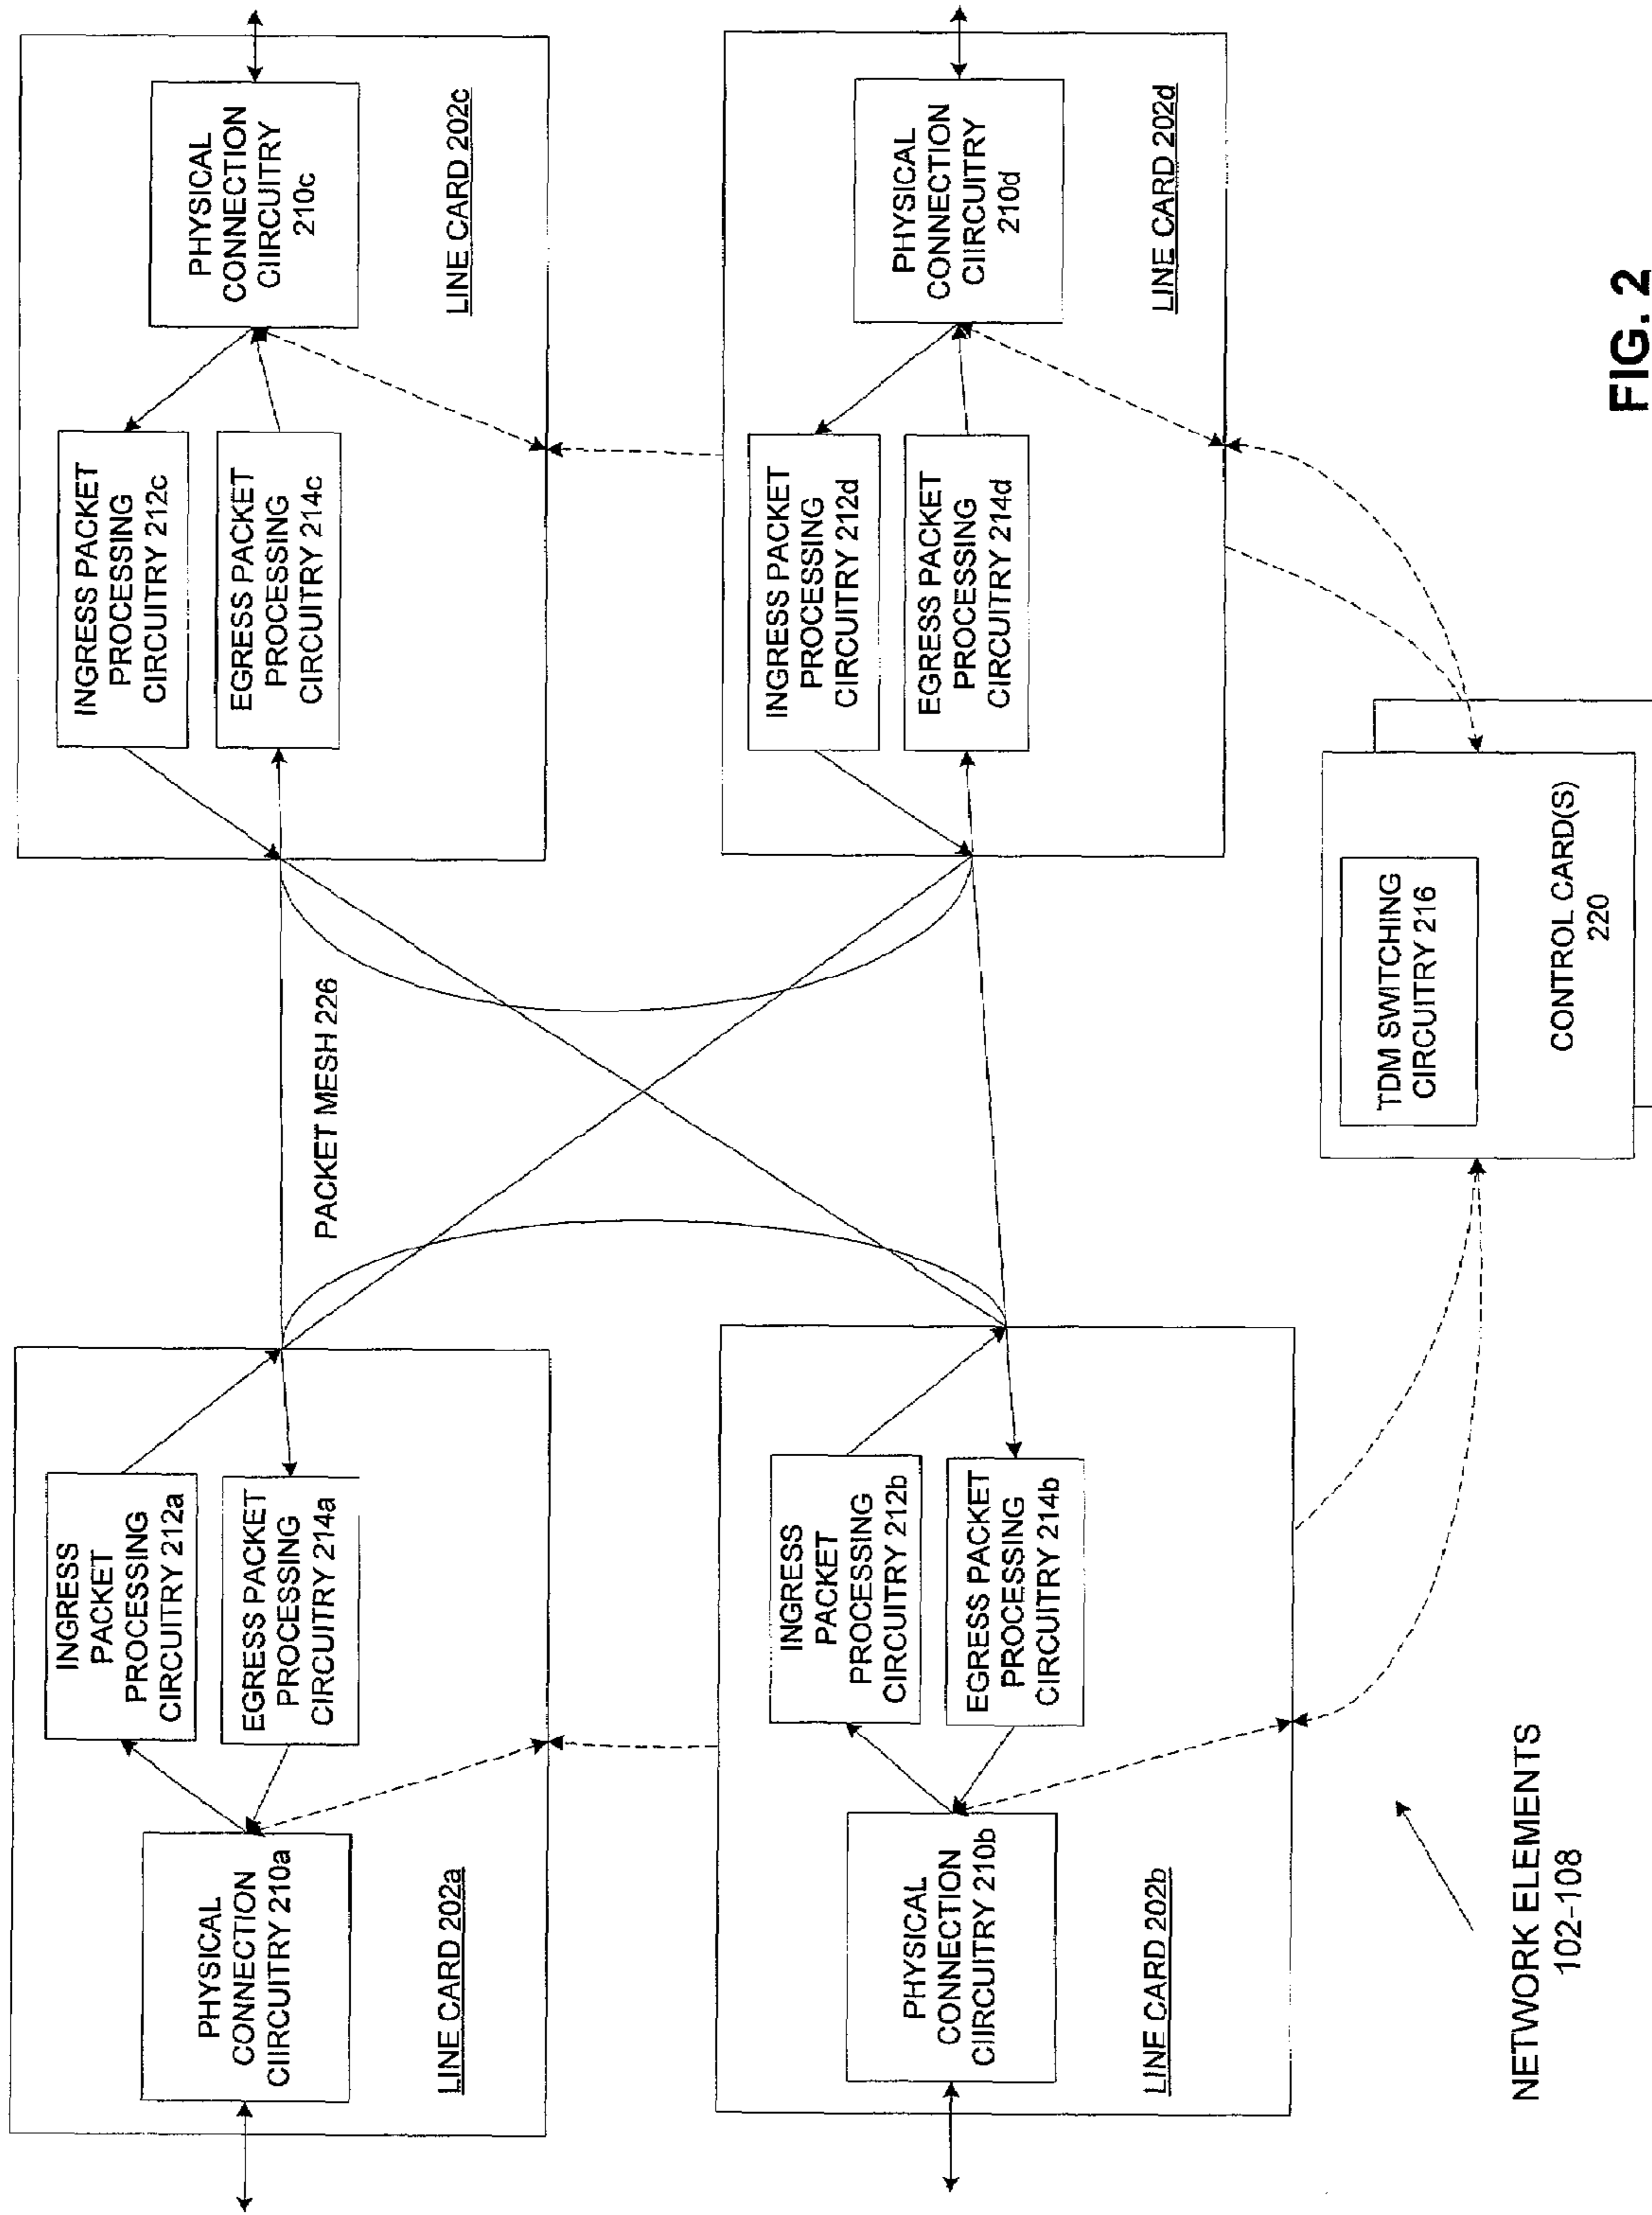 PHYSICAL
CONNECTION
CIIRCUITRY 210a
INGRESS
PACKET
PROCESSING
CIRCUITRY 212a
EGRESS PACKET
PROCESSING
CIRCUITRY 214a
LINE CARD 202a
PACKET MESH 226
INGRESS PACKET
PROCESSING
CIRCUITRY 212c
EGRESS PACKET
PROCESSING
CIRCUITRY 214c
PHYSICAL
CONNECTION
CIIRCUITRY
210c
LINE CARD 202c
PHYSICAL
CONNECTION
CIIRCUITRY 210b
INGRESS
PACKET
PROCESSING
CIRCUITRY 212b
EGRESS PACKET
PROCESSING
CIRCUITRY 214b
LINE CARD 202b
INGRESS PACKET
PROCESSING
CIRCUITRY 212d
EGRESS PACKET
PROCESSING
CIRCUITRY 214d
PHYSICAL
CONNECTION
CIIRCUITRY
210d
LINE CARD 202d
TDM SWITCHING
CIRCUITRY 216
CONTROL CARD(S)
220
NETWORK ELEMENTS
102-108
FIG. 2